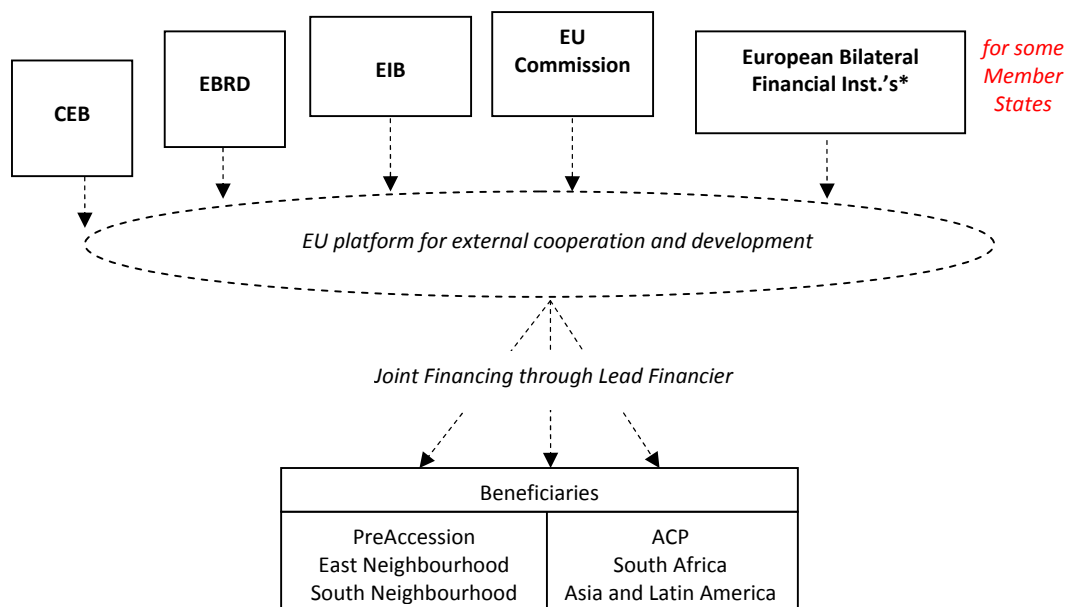 CEB
EBRD
EIB
EU
Commission
European Bilateral
Financial Inst.’s*
for some
Member
States
EU platform for external cooperation and development
Joint Financing through Lead Financier
Beneficiaries
PreAccession
East Neighbourhood
South Neighbourhood
ACP
South Africa
Asia and Latin America